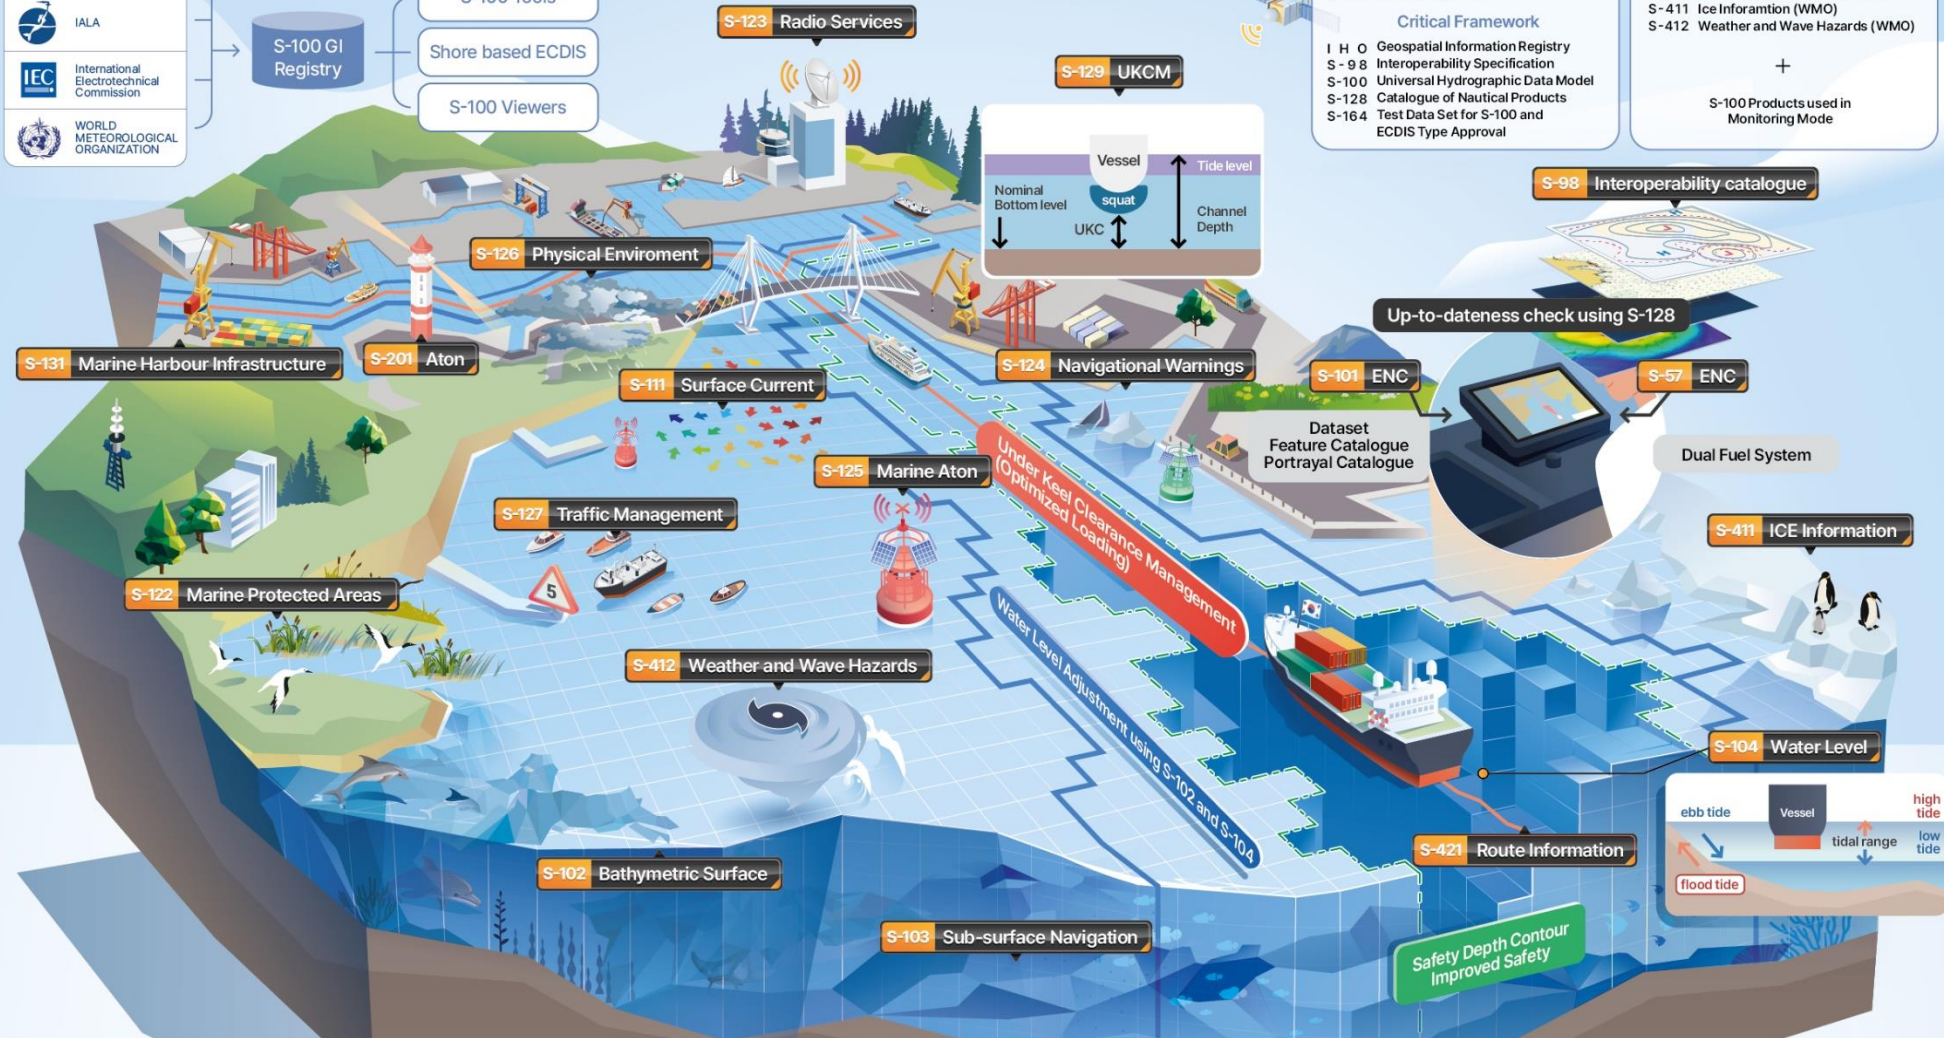 IALA
IEC
International
Electrotechnical
Commission
WORLD
METEOROLOGICAL
ORGANIZATION
S-100 GI
Registry
S-100 Tools
Shore based ECDIS
S-100 Viewers
S-123 Radio Services
S-129 UKCM
Vessel
Tide level
Nominal
Bottom level
squat
UKC
Channel
Depth
Critical Framework
IHO Geospatial Information Registry
S-98 Interoperability Specification
S-100 Universal Hydrographic Data Model
S-128 Catalogue of Nautical Products
S-164 Test Data Set for S-100 and
ECDIS Type Approval
S-411 Ice Inforamtion (WMO)
S-412 Weather and Wave Hazards (WMO)
+
S-100 Products used in
Monitoring Mode
S-98 Interoperability catalogue
Up-to-dateness check using S-128
S-126 Physical Enviroment
S-131 Marine Harbour Infrastructure
S-201 Aton
S-111 Surface Current
S-124 Navigational Warnings
S-101 ENC
S-57 ENC
Dataset
Feature Catalogue
Portrayal Catalogue
Dual Fuel System
S-125 Marine Aton
Under Keel Clearance Management
(Optimized Loading)
S-127 Traffic Management
5
S-411 ICE Information
S-122 Marine Protected Areas
S-412 Weather and Wave Hazards
Water Level Adjustment using S-102 and S-104
S-104 Water Level
ebb tide
Vessel
high
tide
tidal range
low
tide
flood tide
S-421 Route Information
S-102 Bathymetric Surface
S-103 Sub-surface Navigation
Safety Depth Contour
Improved Safety